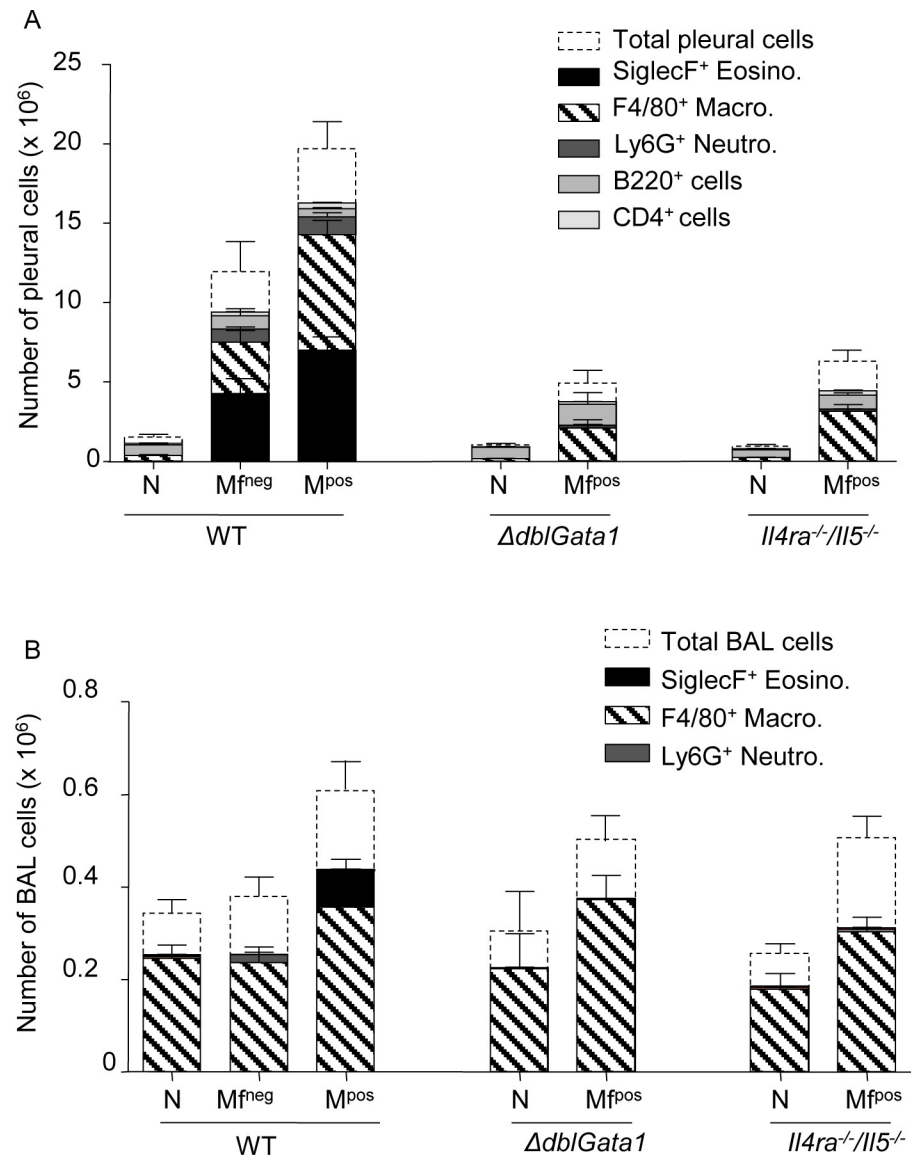 A
Total pleural cells
SiglecF⁺ Eosino.
F4/80⁺ Macro.
Ly6G⁺ Neutro.
B220⁺ cells
CD4⁺ cells
Number of pleural cells (x 10⁶)
25
20
15
10
5
0
N Mfⁿᵉᵍ Mᵖᵒˢ N Mfᵖᵒˢ N Mfᵖᵒˢ
WT ΔdblGata1 Il4ra⁻/⁻/Il5⁻/⁻
B
Total BAL cells
SiglecF⁺ Eosino.
F4/80⁺ Macro.
Ly6G⁺ Neutro.
Number of BAL cells (x 10⁶)
0.8
0.6
0.4
0.2
0
N Mfⁿᵉᵍ Mᵖᵒˢ N Mfᵖᵒˢ N Mfᵖᵒˢ
WT ΔdblGata1 Il4ra⁻/⁻/Il5⁻/⁻